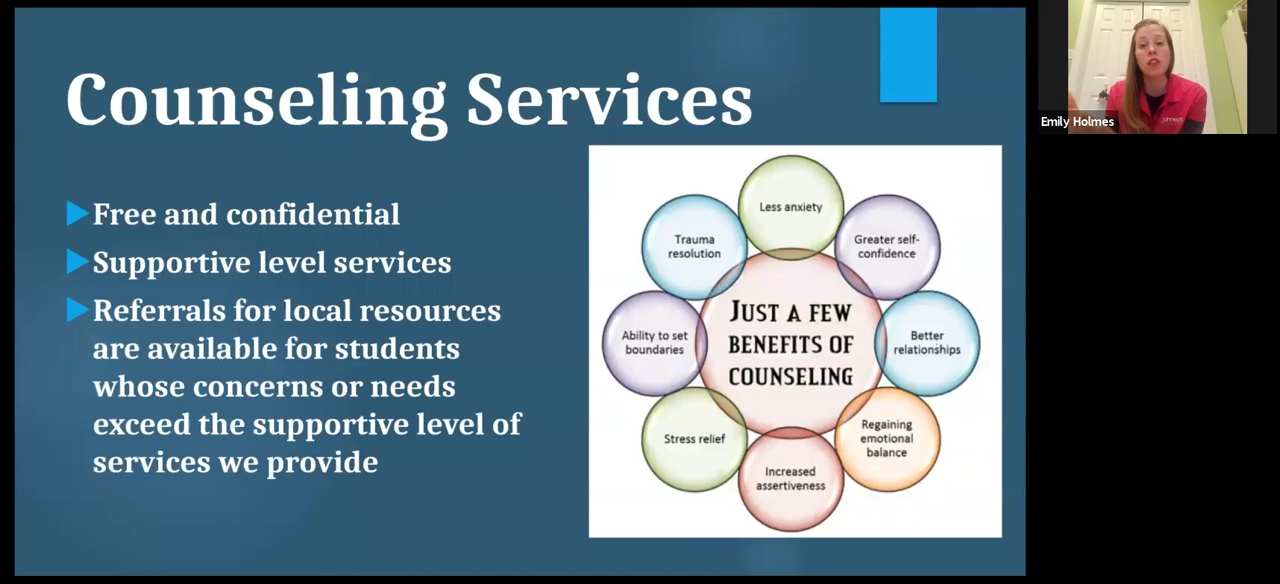 Counseling Services
Free and confidential
Supportive level services
Referrals for local resources
are available for students
whose concerns or needs
exceed the supportive level of
services we provide
Less anxiety
Greater self-
confidence
Better
relationships
Regaining
emotional
balance
Increased
assertiveness
Stress relief
Ability to set
boundaries
Trauma
resolution
JUST A FEW
BENEFITS OF
COUNSELING
Emily Holmes
Johnson